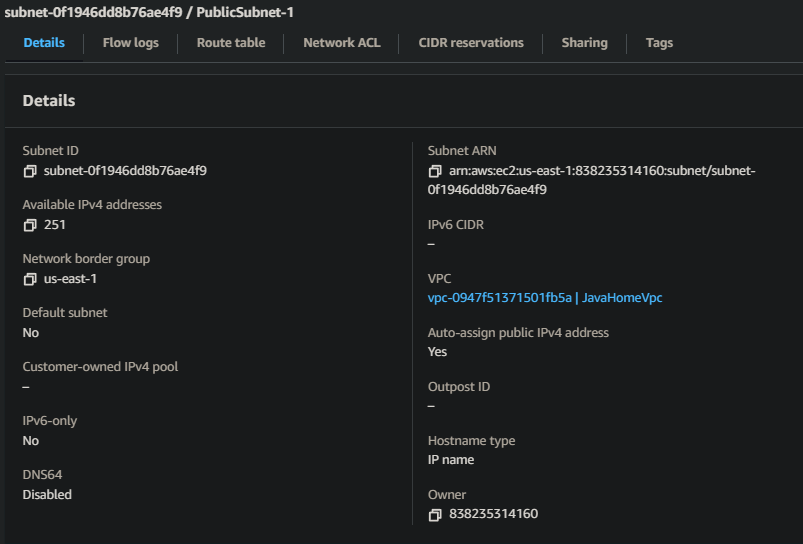 subnet-0f1946dd8b76ae4f9 / PublicSubnet-1
Details
Flow logs
Route table
Network ACL
CIDR reservations
Sharing
Tags
Details
Subnet ID
subnet-0f1946dd8b76ae4f9
Available IPv4 addresses
251
Network border group
us-east-1
Default subnet
No
Customer-owned IPv4 pool
–
IPv6-only
No
DNS64
Disabled
Subnet ARN
arn:aws:ec2:us-east-1:838235314160:subnet/subnet-
0f1946dd8b76ae4f9
IPv6 CIDR
–
VPC
vpc-0947f51371501fb5a | JavaHomeVpc
Auto-assign public IPv4 address
Yes
Outpost ID
–
Hostname type
IP name
Owner
838235314160